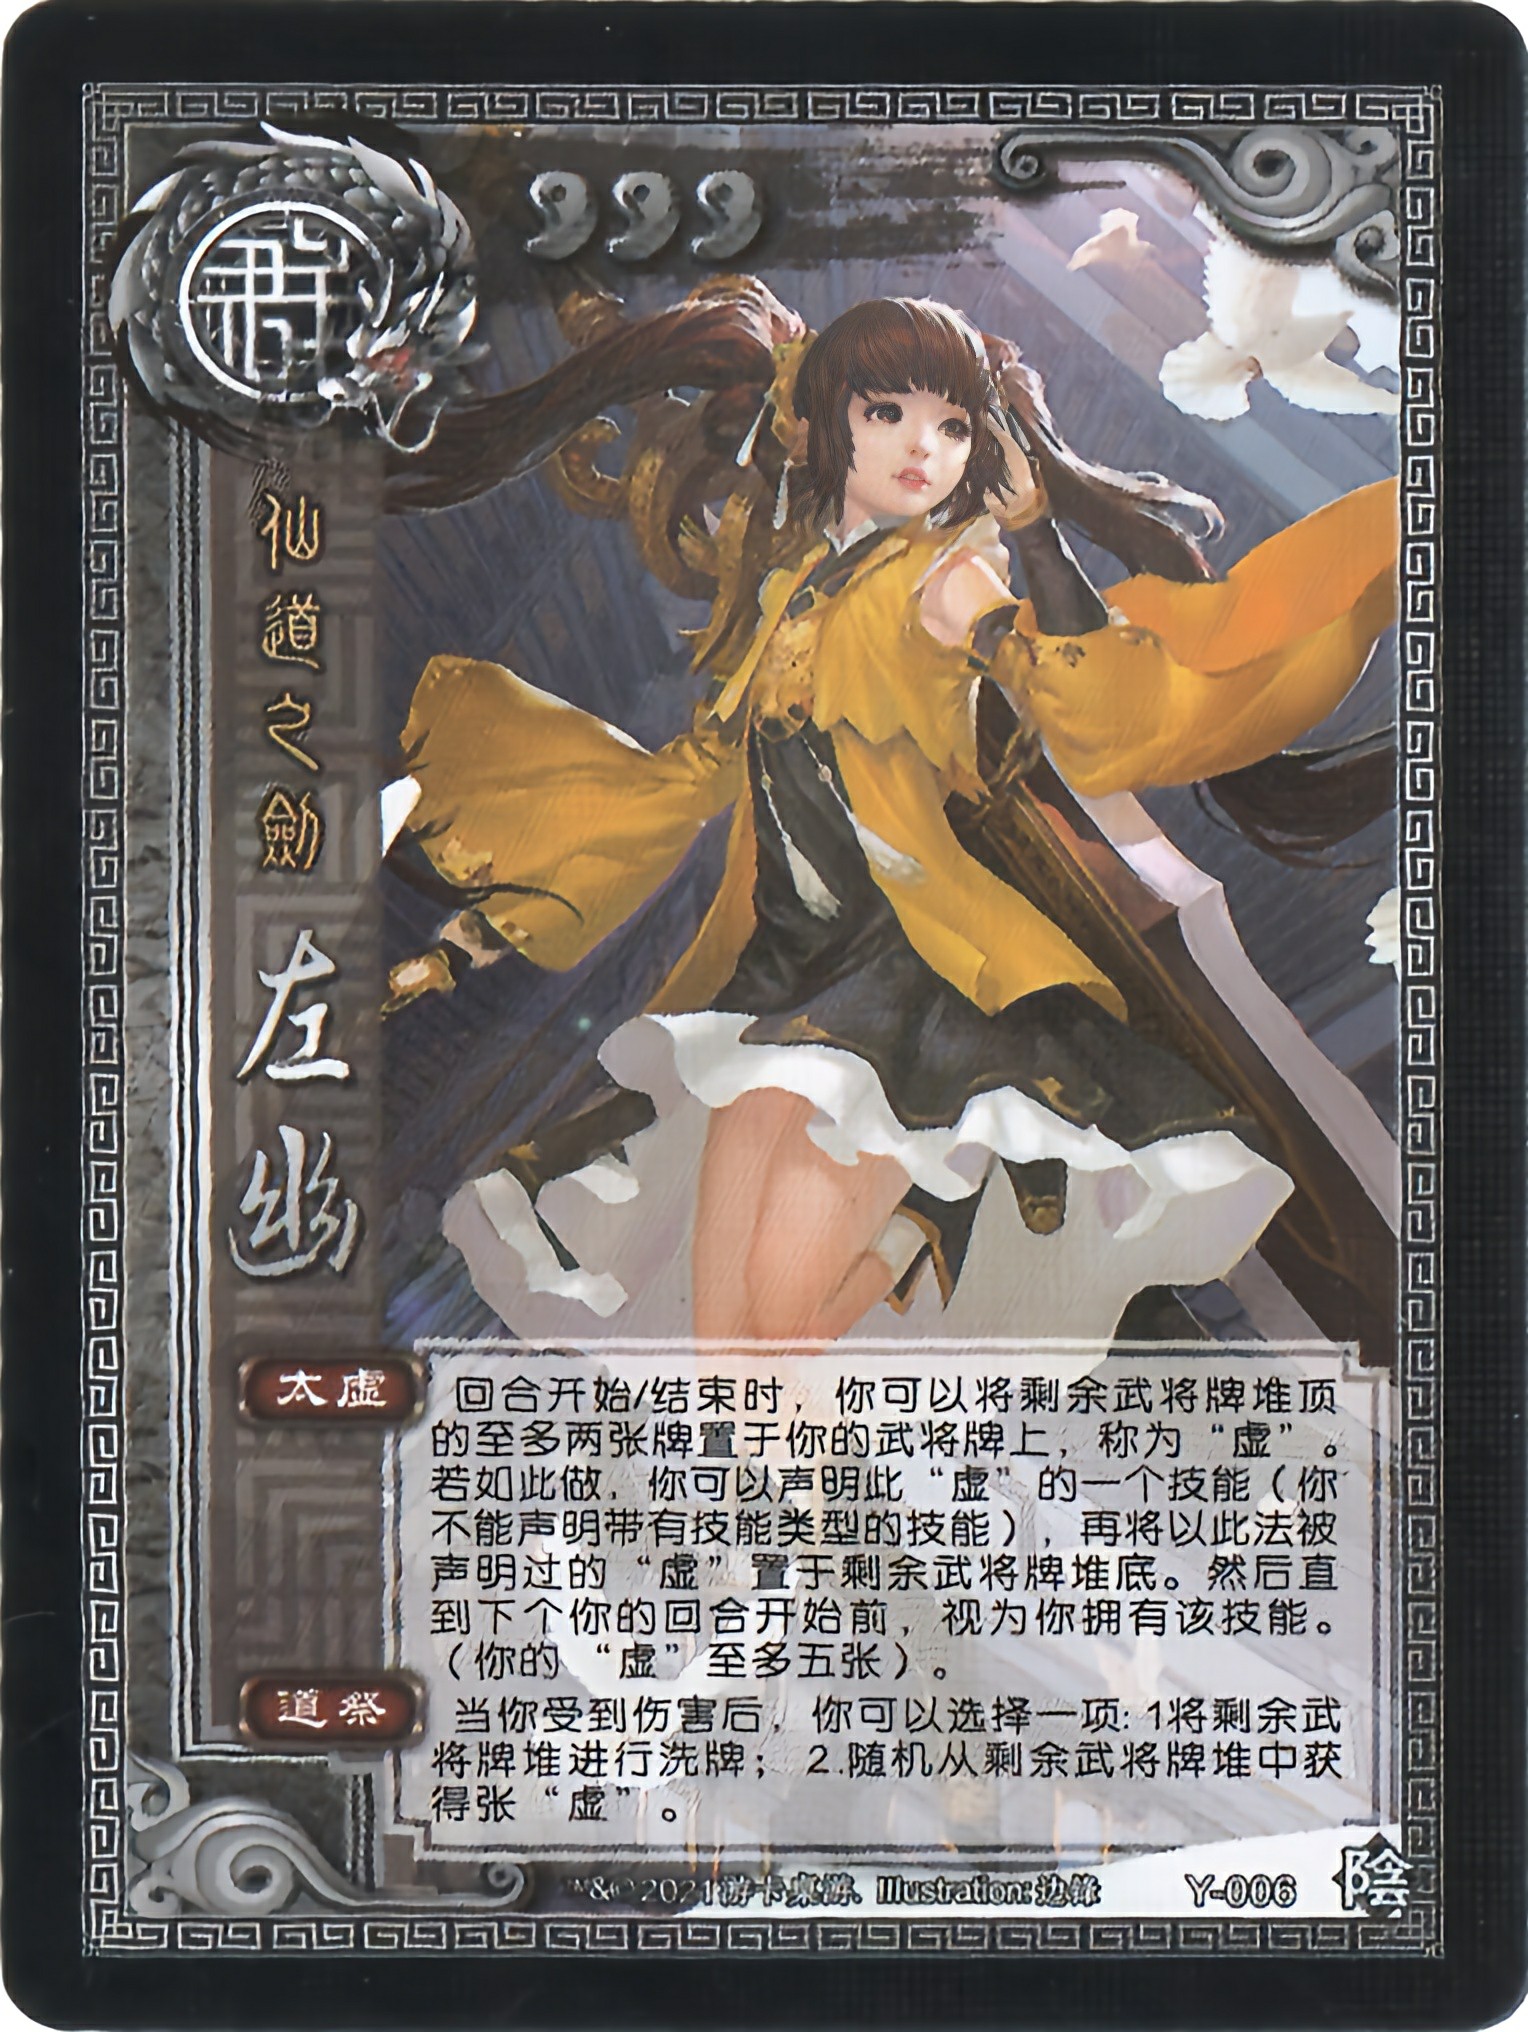 群
仙道之劍
左幽
太虚
回合开始/结束时，你可以将剩余武将牌堆顶
的至多两张牌置于你的武将牌上，称为“虚”。
若如此做，你可以声明此“虚”的一个技能（你
不能声明带有技能类型的技能），再将以此法被
声明过的“虚”置于剩余武将牌堆底。然后直
到下个你的回合开始前，视为你拥有该技能。
（你的“虚”至多五张）。
道祭
当你受到伤害后，你可以选择一项:1将剩余武
将牌堆进行洗牌；2.随机从剩余武将牌堆中获
得张“虚”。
™&©2021游卡桌游. Illustration:边锋
Y-006
陰